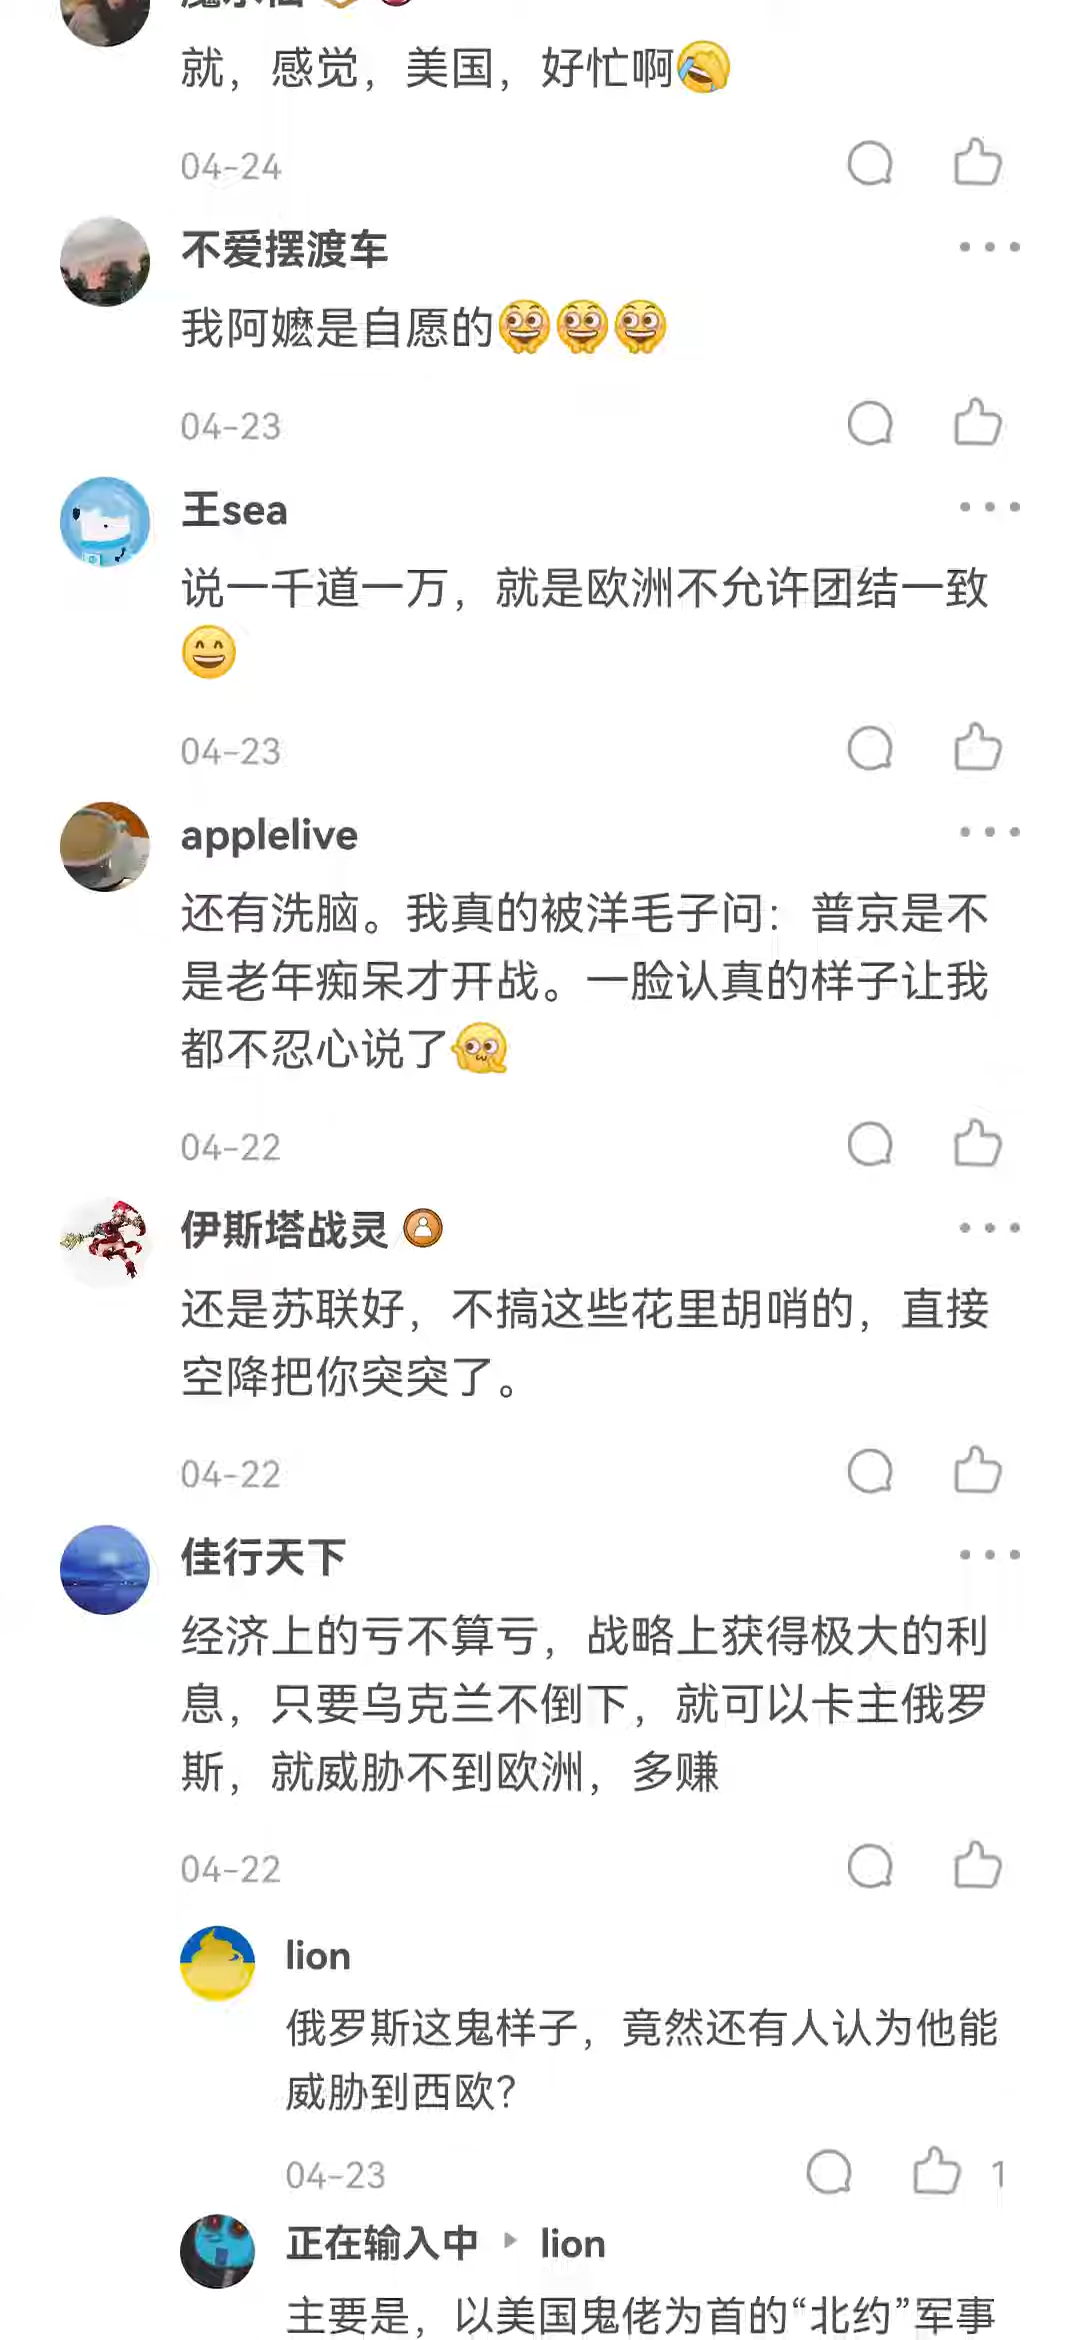 就，感觉，美国，好忙啊
04-24
不爱摆渡车
我阿嬷是自愿的
04-23
王sea
说一千道一万，就是欧洲不允许团结一致
04-23
applelive
还有洗脑。我真的被洋毛子问：普京是不
是老年痴呆才开战。一脸认真的样子让我
都不忍心说了
04-22
伊斯塔战灵
还是苏联好，不搞这些花里胡哨的，直接
空降把你突突了。
04-22
佳行天下
经济上的亏不算亏，战略上获得极大的利
息，只要乌克兰不倒下，就可以卡主俄罗
斯，就威胁不到欧洲，多赚
04-22
lion
俄罗斯这鬼样子，竟然还有人认为他能
威胁到西欧？
04-23
1
正在输入中 ▸ lion
主要是，以美国鬼佬为首的“北约”军事